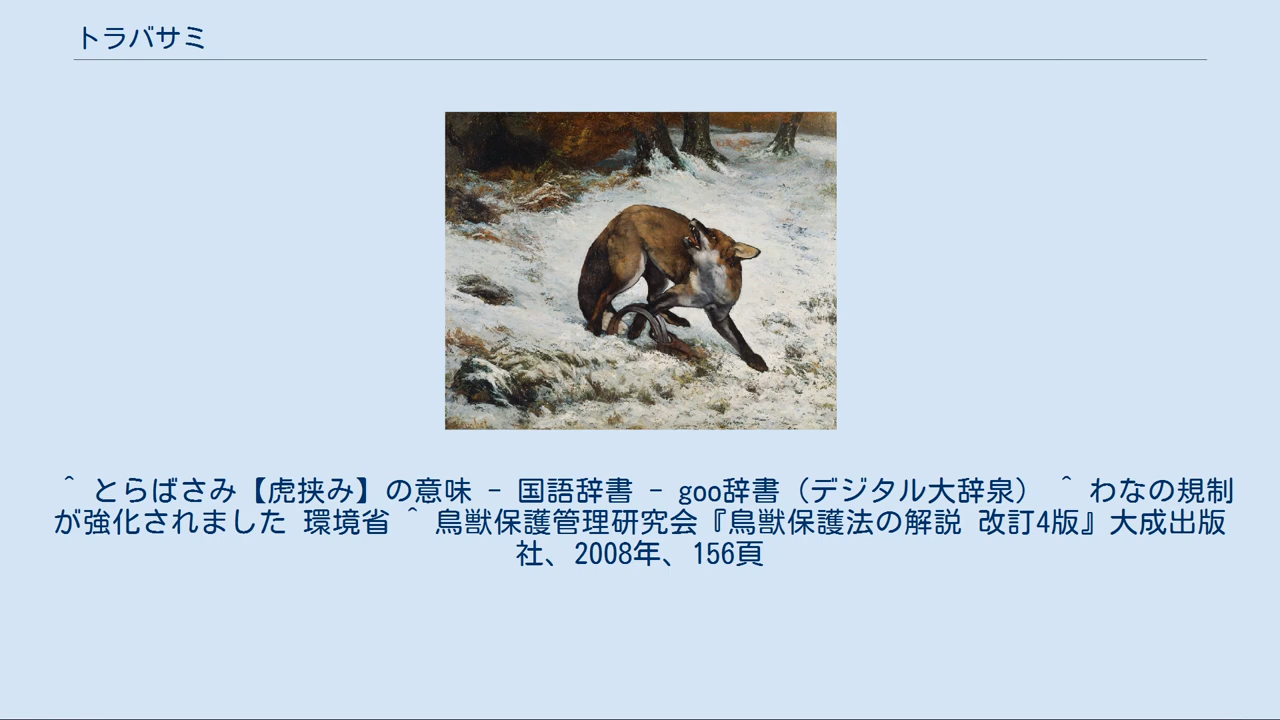 トラバサミ
^ とらばさみ【虎挟み】の意味 - 国語辞書 - goo辞書（デジタル大辞泉） ^ わなの規制
が強化されました 環境省 ^ 鳥獣保護管理研究会『鳥獣保護法の解説 改訂4版』大成出版
社、2008年、156頁